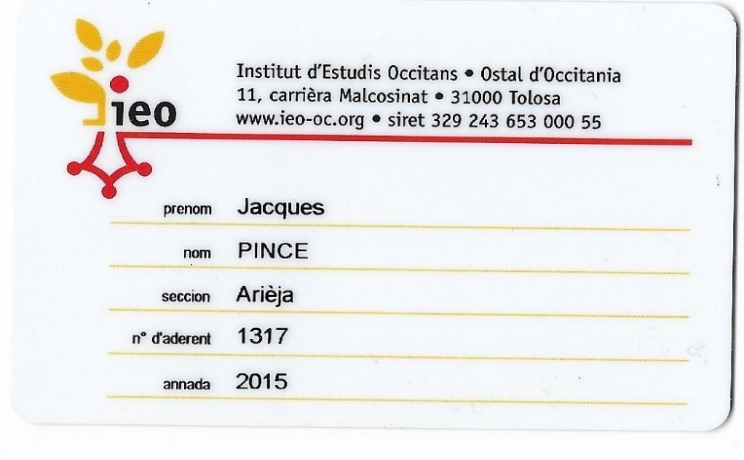 Institut d'Estudis Occitans • Ostal d'Occitania
11, carrièra Malcosinat • 31000 Tolosa
www.ieo-oc.org • siret 329 243 653 000 55
ieo
prenom Jacques
nom PINCE
seccion Arièja
n° d'aderent 1317
annada 2015